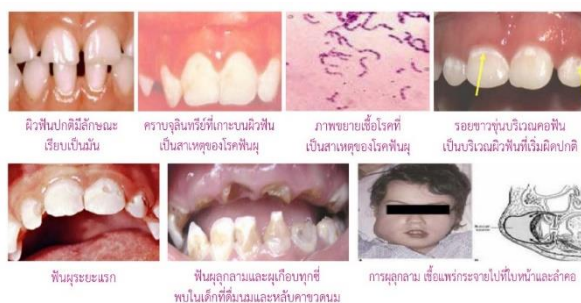 ผิวฟันปกติมีลักษณะ
เรียบเป็นมัน
คราบจุลินทรีย์ที่เกาะบนผิวฟัน
เป็นสาเหตุของโรคฟันผุ
ภาพขยายเชื้อโรคที่
เป็นสาเหตุของโรคฟันผุ
รอยขาวขุ่นบริเวณคอฟัน
เป็นบริเวณผิวฟันที่เริ่มผิดปกติ
ฟันผุระยะแรก
ฟันผุลุกลามและผุเกือบทุกซี่
พบในเด็กที่ดื่มนมและหลับคาขวดนม
การผุลุกลาม เชื้อแพร่กระจายไปที่ใบหน้าและลำคอ